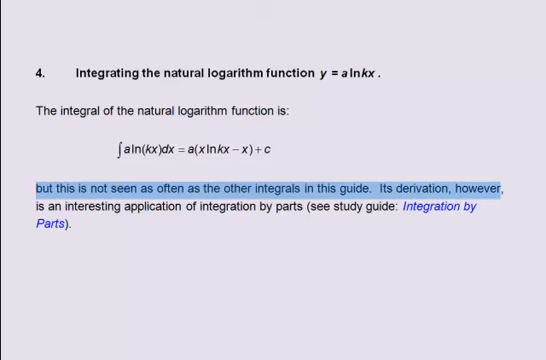 4. Integrating the natural logarithm function y = a ln kx .
The integral of the natural logarithm function is:
∫ a ln(kx)dx = a(x ln kx − x) + c
but this is not seen as often as the other integrals in this guide. Its derivation, however,
is an interesting application of integration by parts (see study guide: Integration by
Parts).